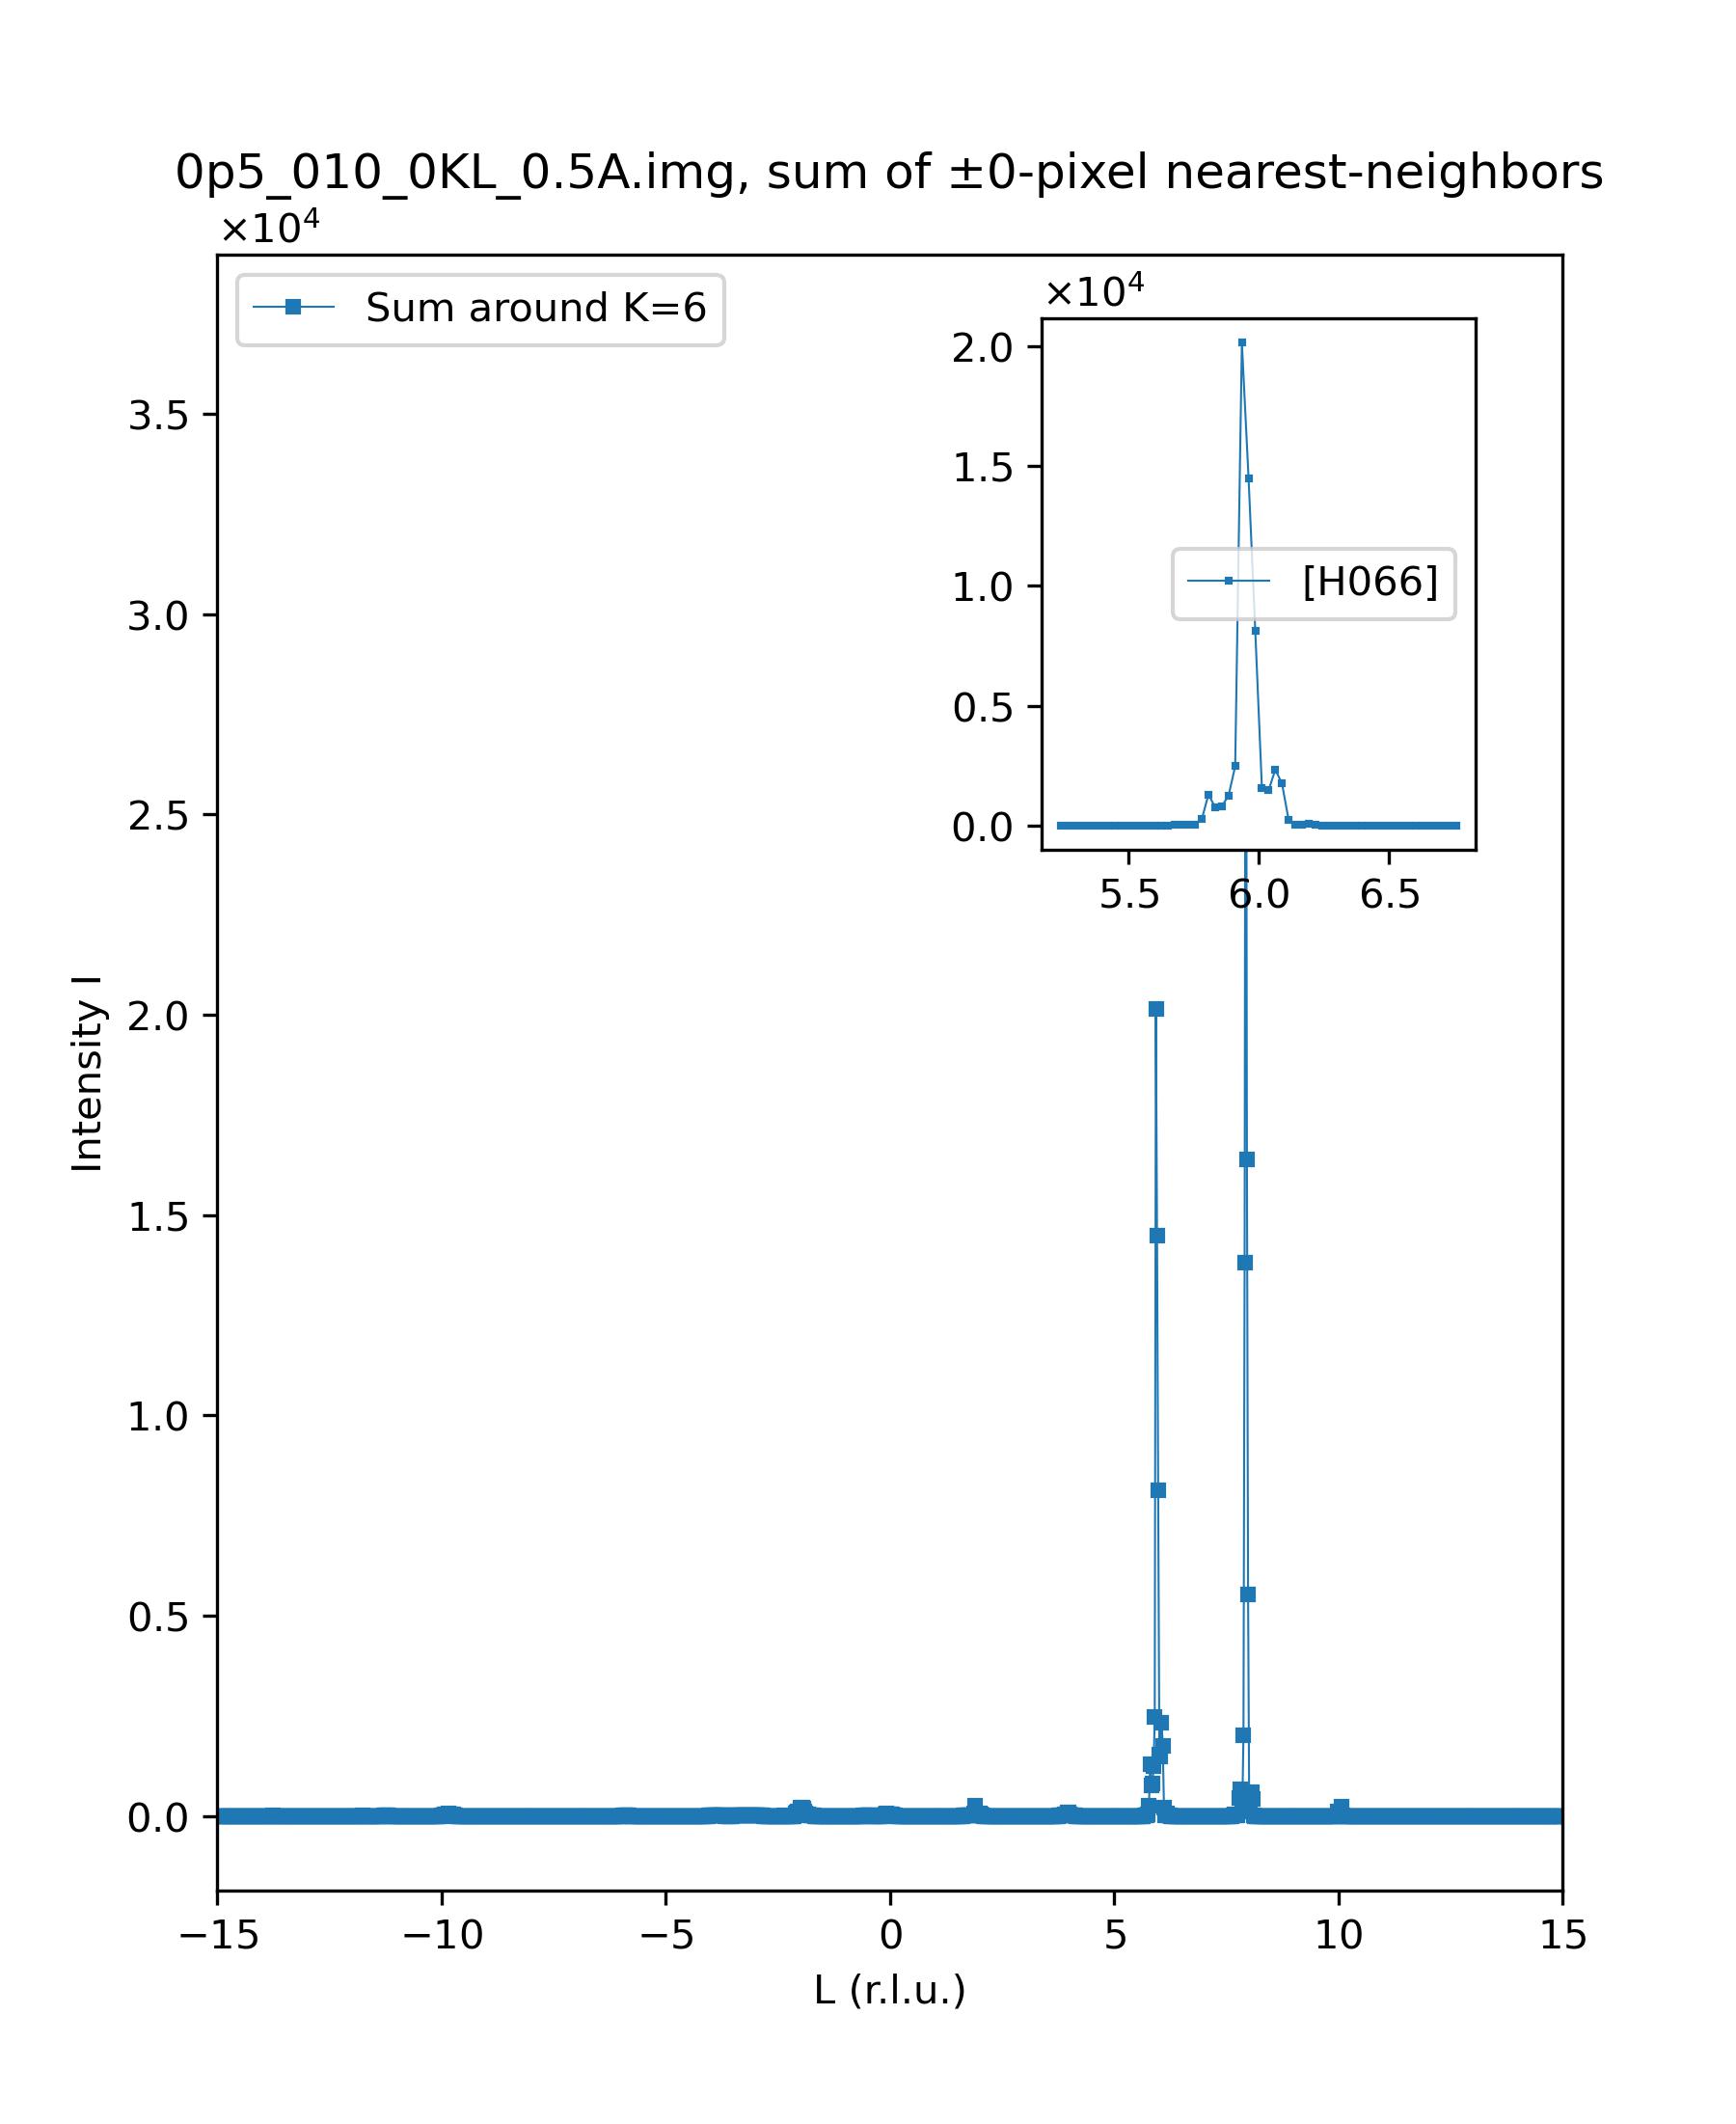 0p5_010_0KL_0.5A.img, sum of ±0-pixel nearest-neighbors
×10⁴
Sum around K=6
×10⁴
2.0
1.5
1.0
0.5
0.0
[H066]
5.5 6.0 6.5
3.5
3.0
2.5
2.0
1.5
1.0
0.5
0.0
Intensity I
−15 −10 −5 0 5 10 15
L (r.l.u.)